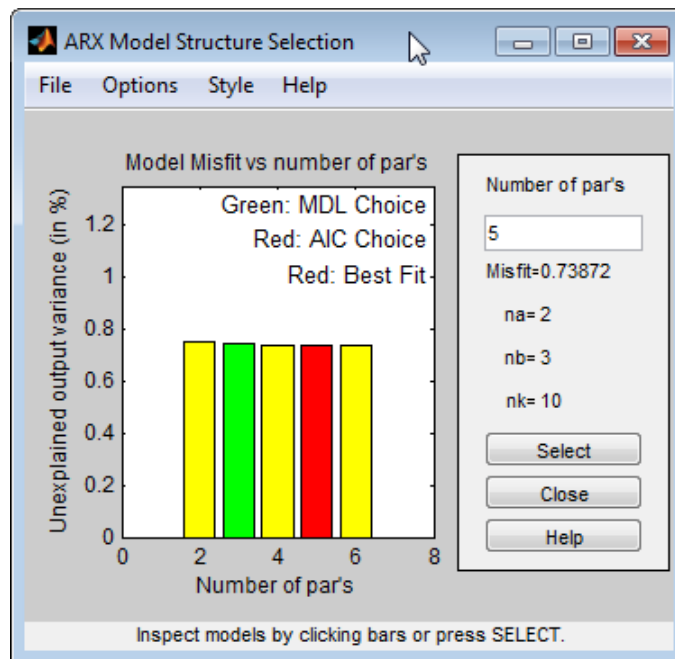 ARX Model Structure Selection
File Options Style Help
Model Misfit vs number of par's
Green: MDL Choice
Red: AIC Choice
Red: Best Fit
Unexplained output variance (in %)
1.2
1
0.8
0.6
0.4
0.2
0
0 2 4 6 8
Number of par's
Number of par's
5
Misfit=0.73872
na= 2
nb= 3
nk= 10
Select
Close
Help
Inspect models by clicking bars or press SELECT.